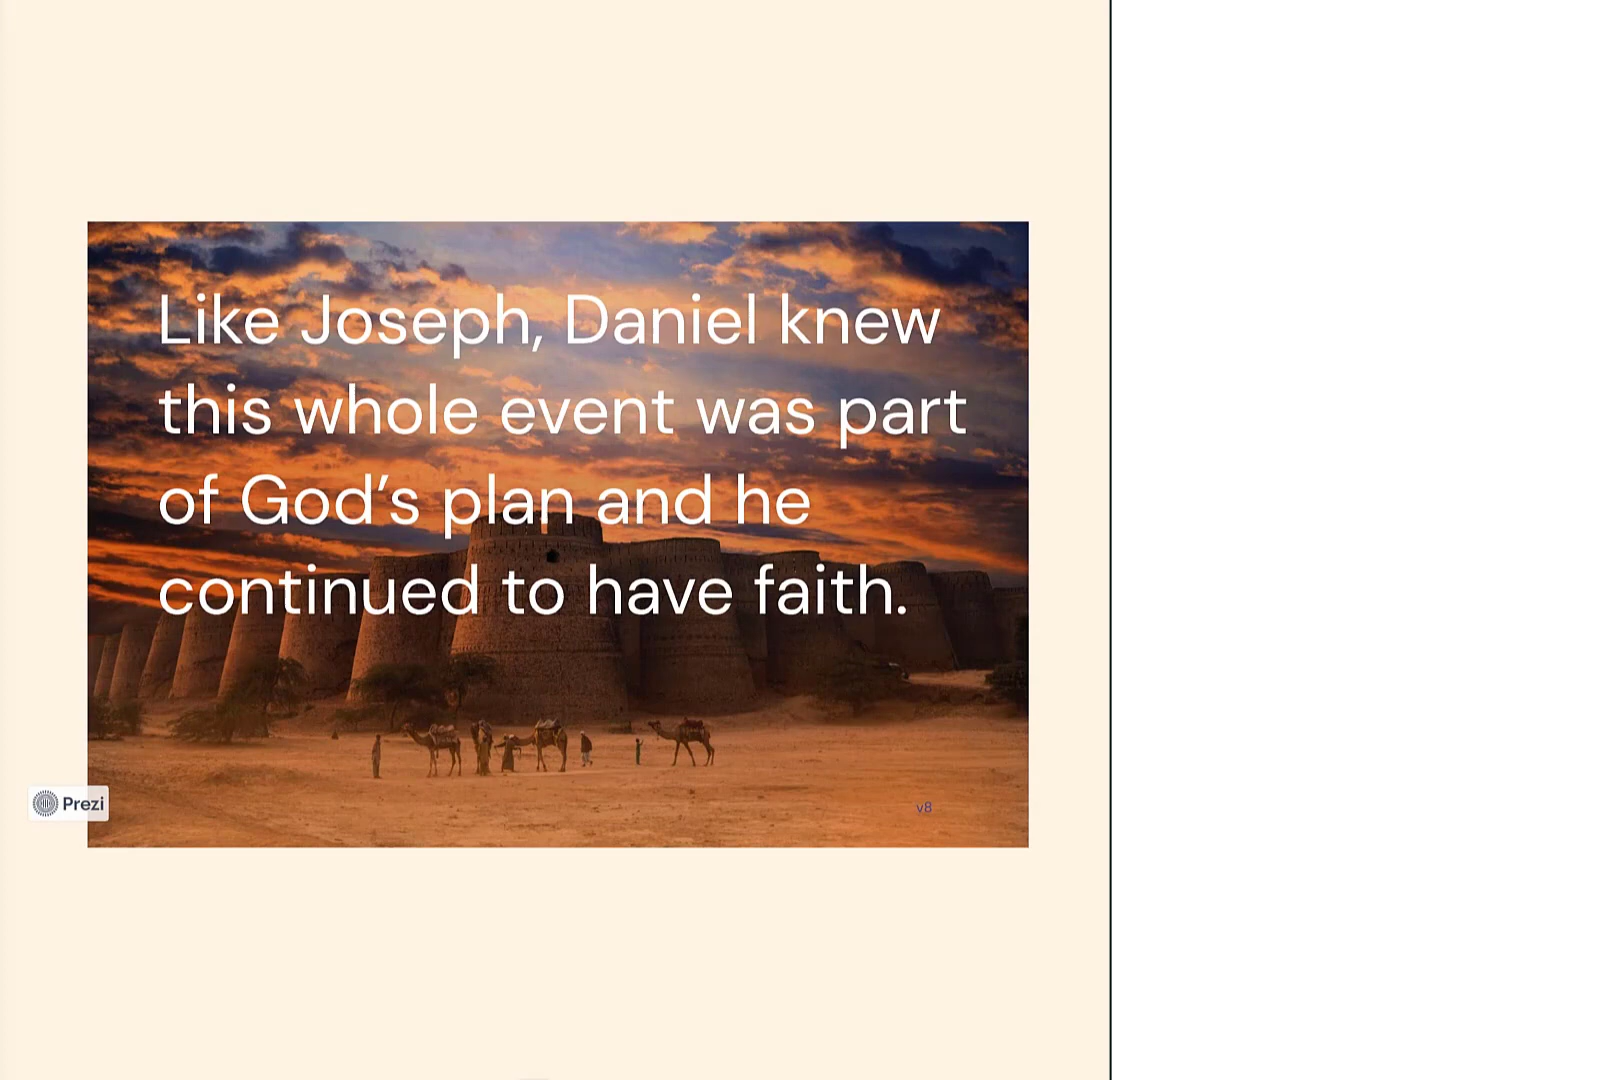 Like Joseph, Daniel knew
this whole event was part
of God’s plan and he
continued to have faith.
Prezi
v8